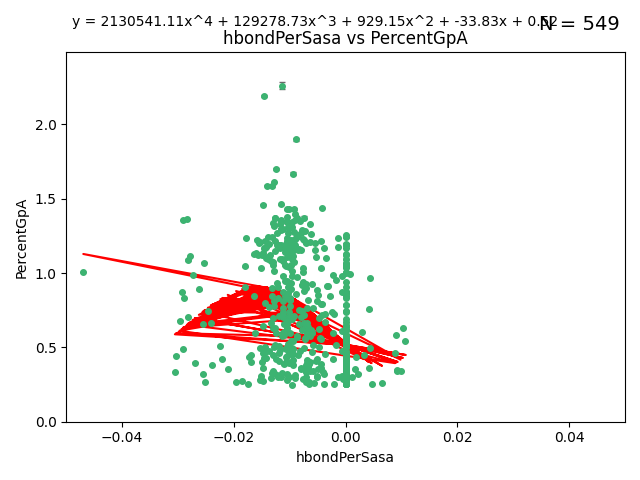 y = 2130541.11x^4 + 129278.73x^3 + 929.15x^2 + -33.83x + 0.52
N = 549
hbondPerSasa vs PercentGpA
PercentGpA
2.0
1.5
1.0
0.5
0.0
−0.04 −0.02 0.00 0.02 0.04
hbondPerSasa